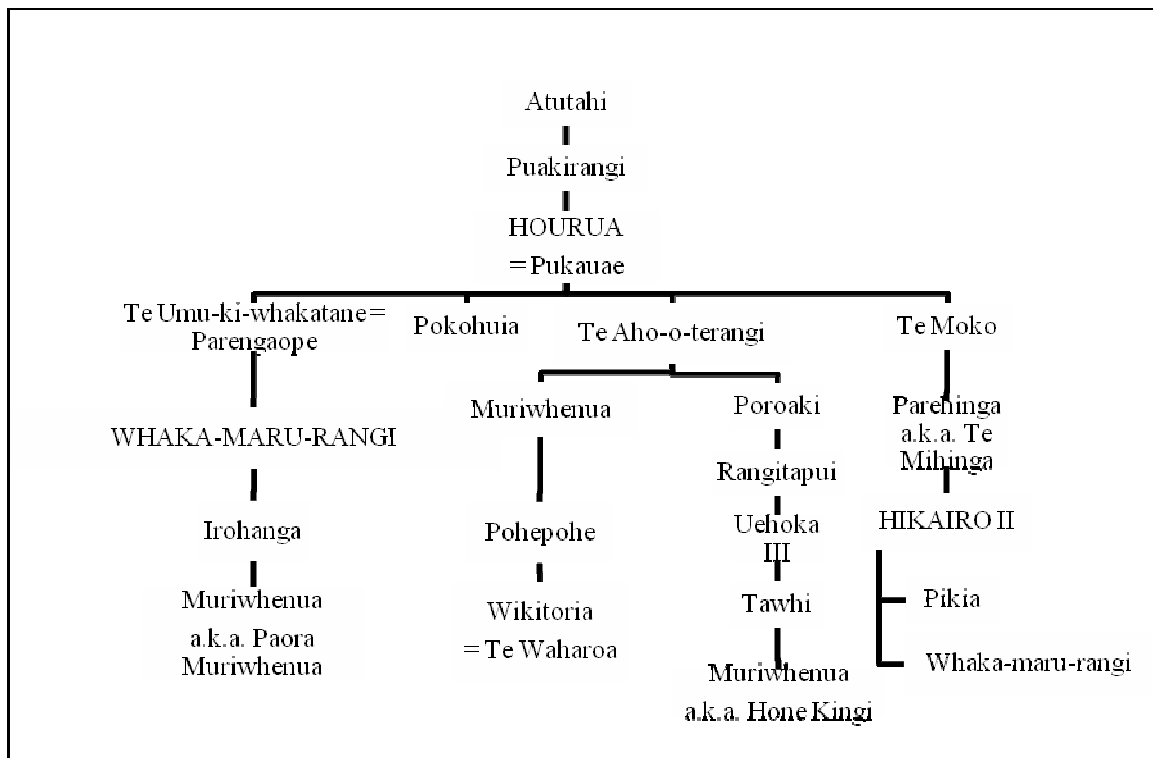 Atutahi
Puakirangi
HOURUA
= Pukauae
Te Umu-ki-whakatane =
Parengaope
Pokohuia
Te Aho-o-terangi
Te Moko
WHAKA-MARU-RANGI
Irohanga
Muriwhenua
a.k.a. Paora
Muriwhenua
Muriwhenua
Pohepohe
Wikitoria
= Te Waharoa
Poroaki
Rangitapui
Uehoka
III
Tawhi
Muriwhenua
a.k.a. Hone Kingi
Parehinga
a.k.a. Te
Mihinga
HIKAIRO II
Pikia
Whaka-maru-rangi